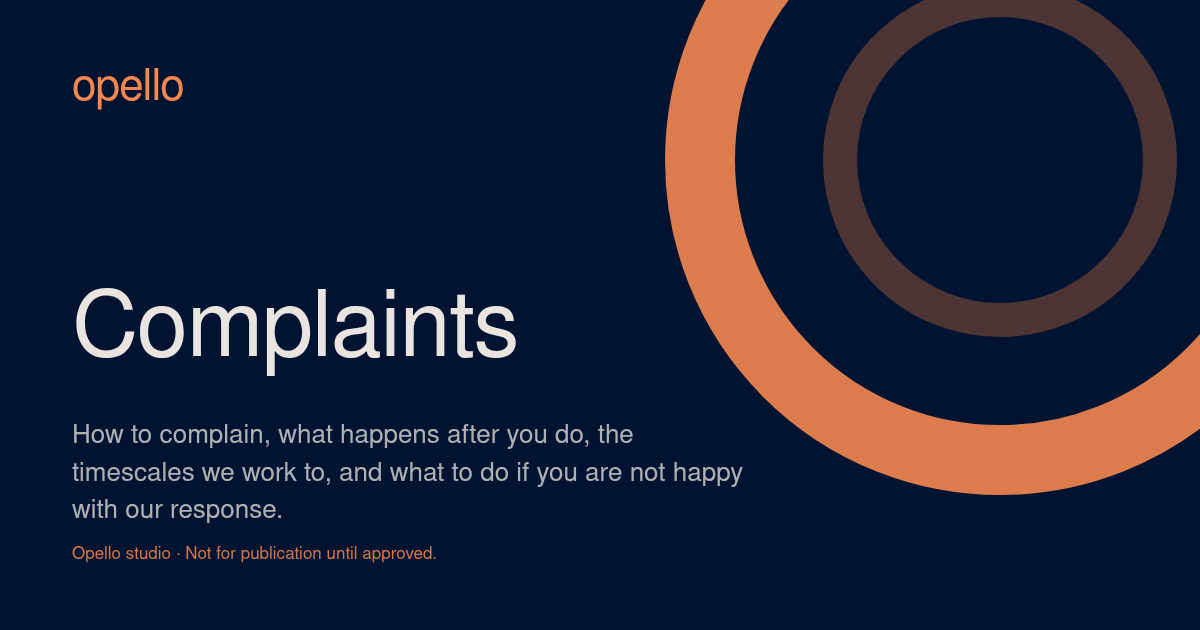 opello
Complaints
How to complain, what happens after you do, the
timescales we work to, and what to do if you are not happy
with our response.
Opello studio · Not for publication until approved.